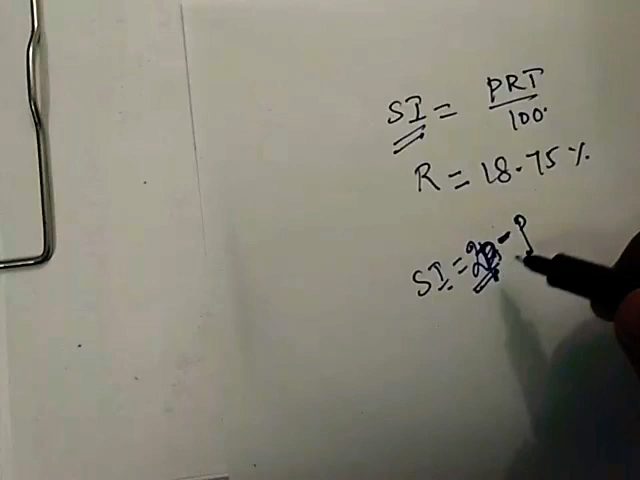 SI = PRT
100.
R = 18.75%
SI = - P